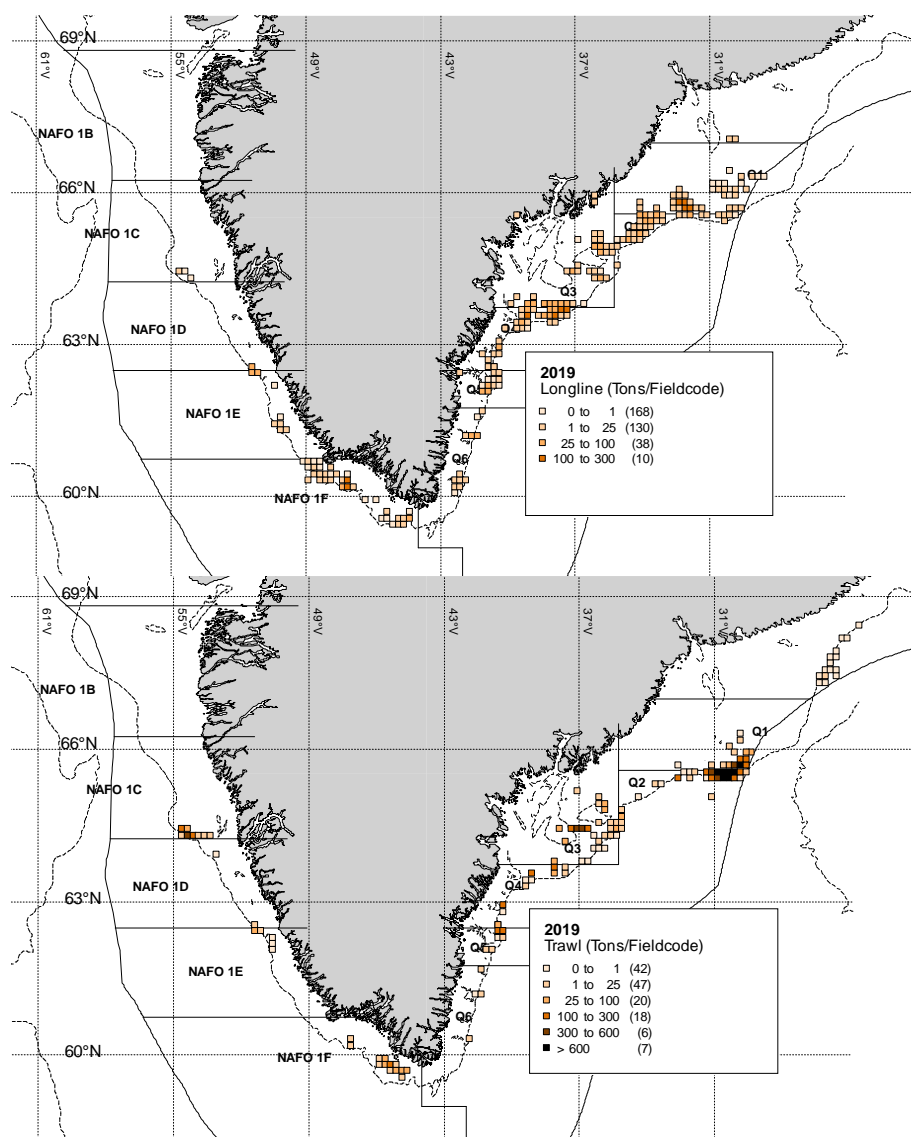 69°N
61°V
55°V
49°V
43°V
37°V
31°V
NAFO 1B
66°N
Q1
NAFO 1C
Q3
NAFO 1D
63°N
2019
Longline (Tons/Fieldcode)
0 to 1 (168)
1 to 25 (130)
25 to 100 (38)
100 to 300 (10)
NAFO 1E
Q6
60°N
NAFO 1F
69°N
61°V
55°V
49°V
43°V
37°V
31°V
NAFO 1B
66°N
Q1
Q2
NAFO 1C
Q3
Q4
NAFO 1D
63°N
2019
Trawl (Tons/Fieldcode)
0 to 1 (42)
1 to 25 (47)
25 to 100 (20)
100 to 300 (18)
300 to 600 (6)
> 600 (7)
Q5
NAFO 1E
Q6
60°N
NAFO 1F